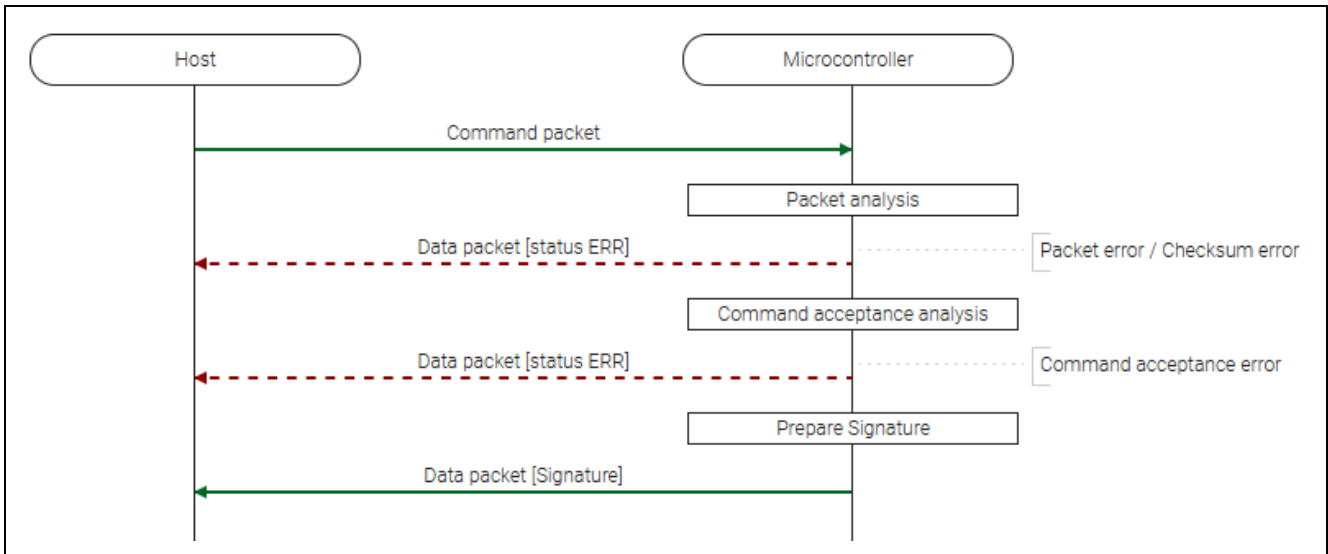 Host
Microcontroller
Command packet
Packet analysis
Data packet [status ERR]
Packet error / Checksum error
Command acceptance analysis
Data packet [status ERR]
Command acceptance error
Prepare Signature
Data packet [Signature]